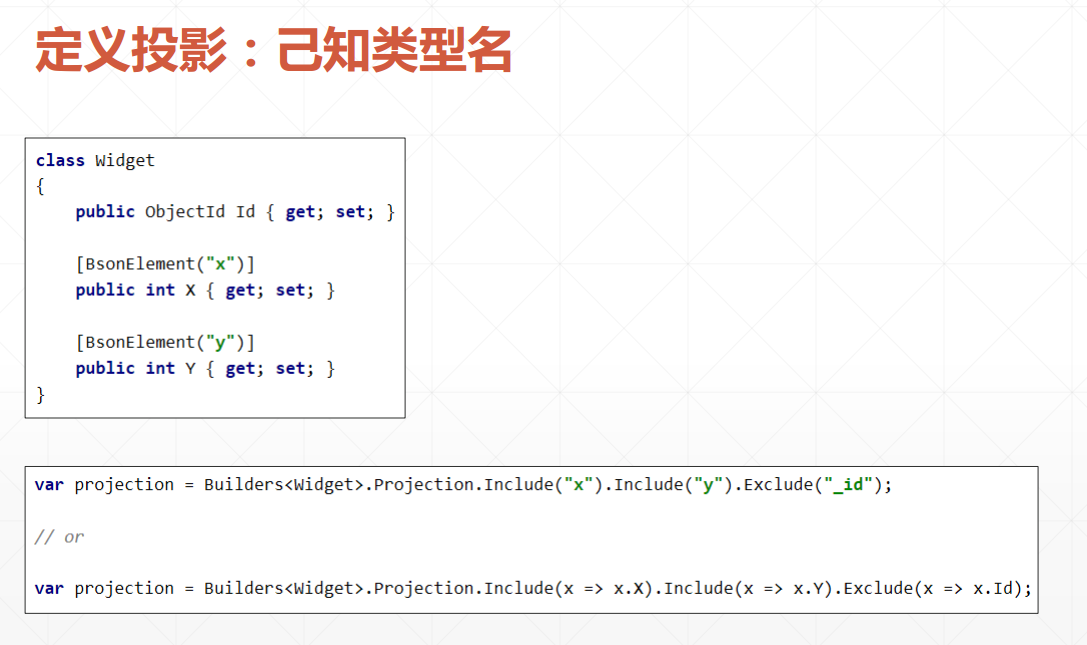 定义投影：己知类型名
class Widget
{
    public ObjectId Id { get; set; }
    [BsonElement("x")]
    public int X { get; set; }
    [BsonElement("y")]
    public int Y { get; set; }
}
var projection = Builders<Widget>.Projection.Include("x").Include("y").Exclude("_id");
// or
var projection = Builders<Widget>.Projection.Include(x => x.X).Include(x => x.Y).Exclude(x => x.Id);